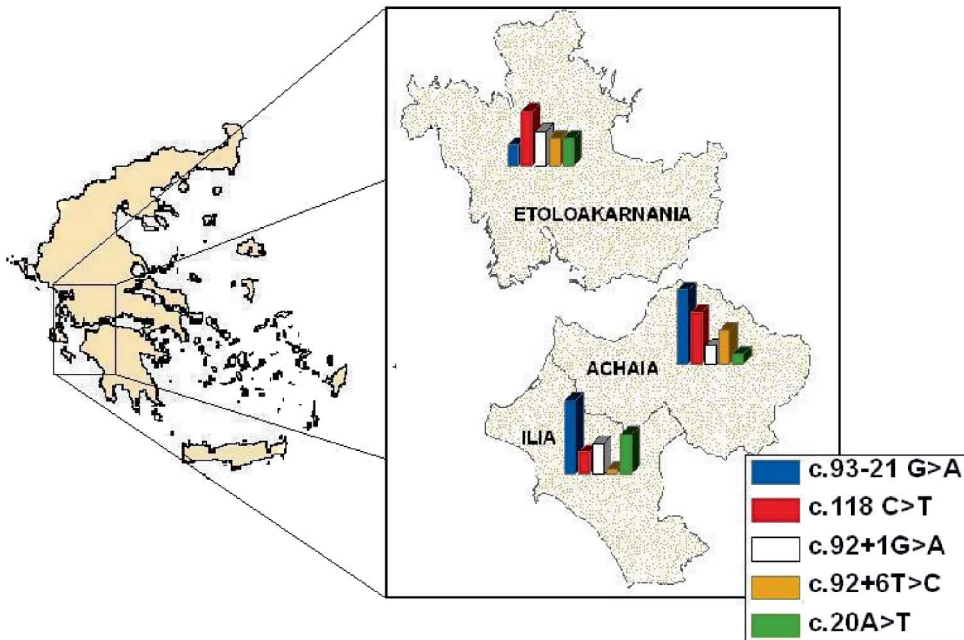 ETOLOAKARNANIA
ACHAIA
ILIA
c.93-21 G>A
c.118 C>T
c.92+1G>A
c.92+6T>C
c.20A>T